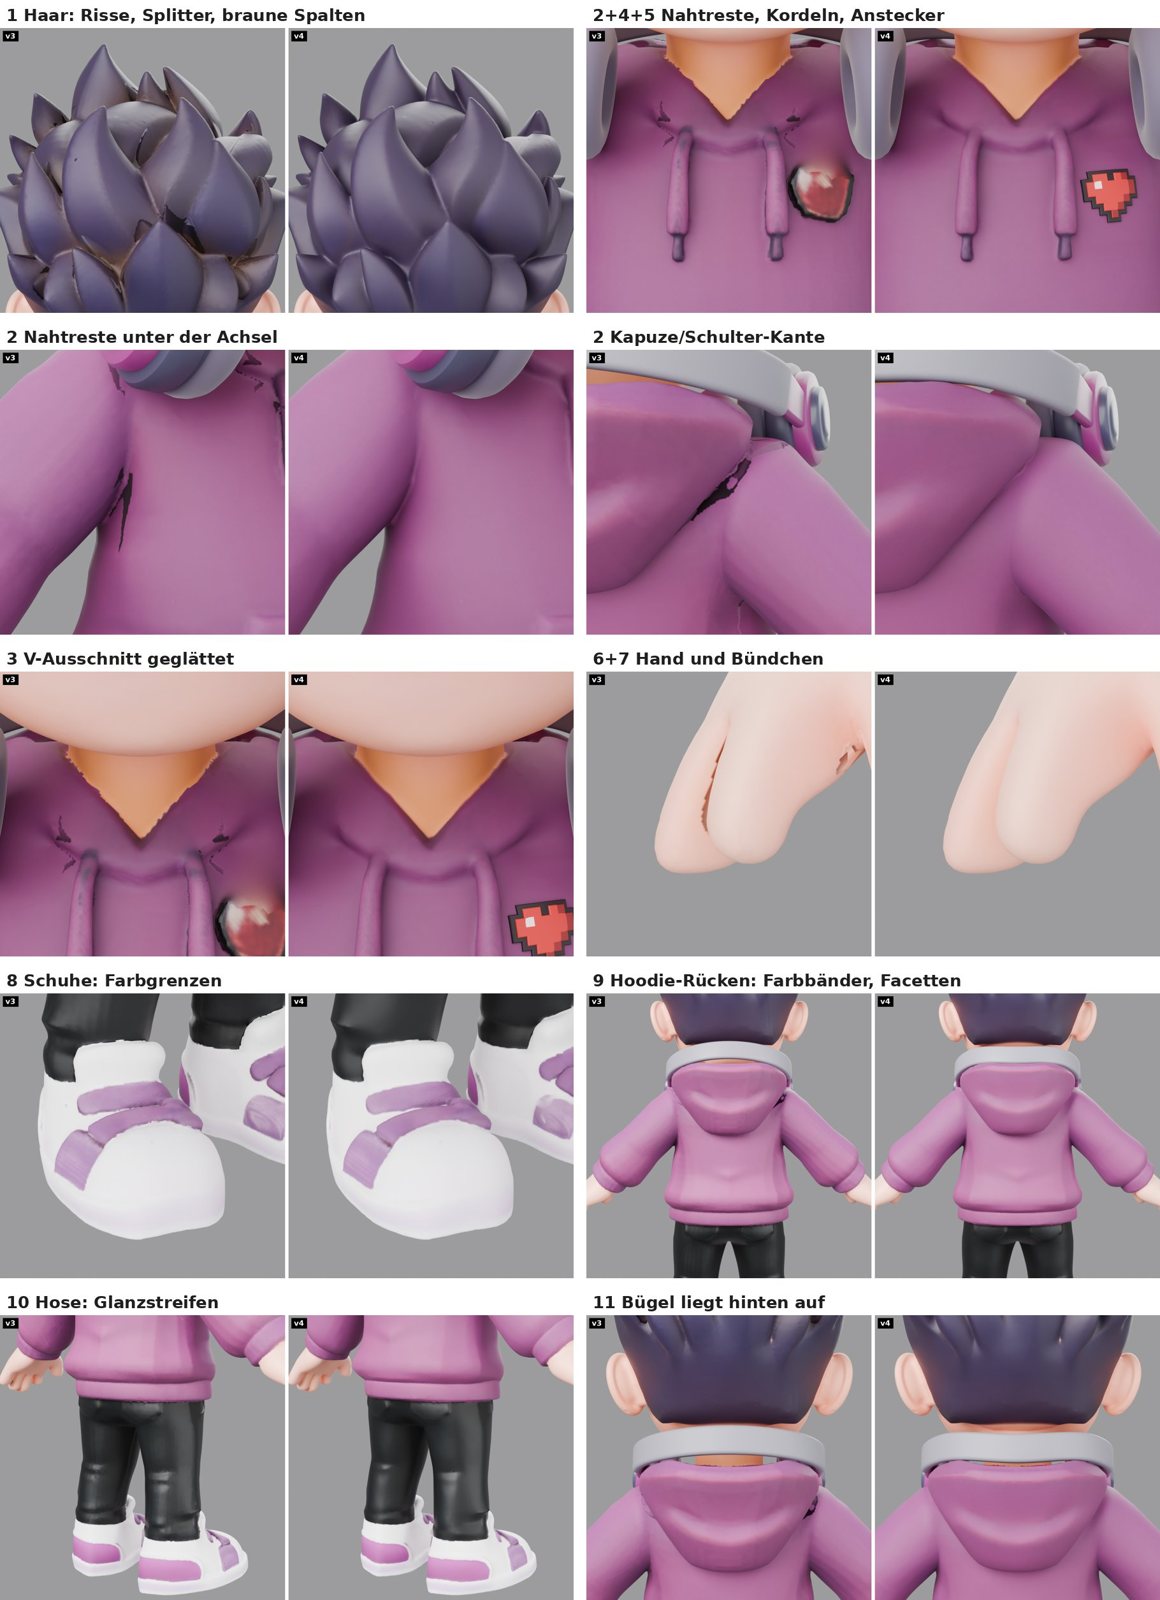 1 Haar: Risse, Splitter, braune Spalten
v3
v4
2+4+5 Nahtreste, Kordeln, Anstecker
v3
v4
2 Nahtreste unter der Achsel
v3
v4
2 Kapuze/Schulter-Kante
v3
v4
3 V-Ausschnitt geglättet
v3
v4
6+7 Hand und Bündchen
v3
v4
8 Schuhe: Farbgrenzen
v3
v4
9 Hoodie-Rücken: Farbbänder, Facetten
v3
v4
10 Hose: Glanzstreifen
v3
v4
11 Bügel liegt hinten auf
v3
v4